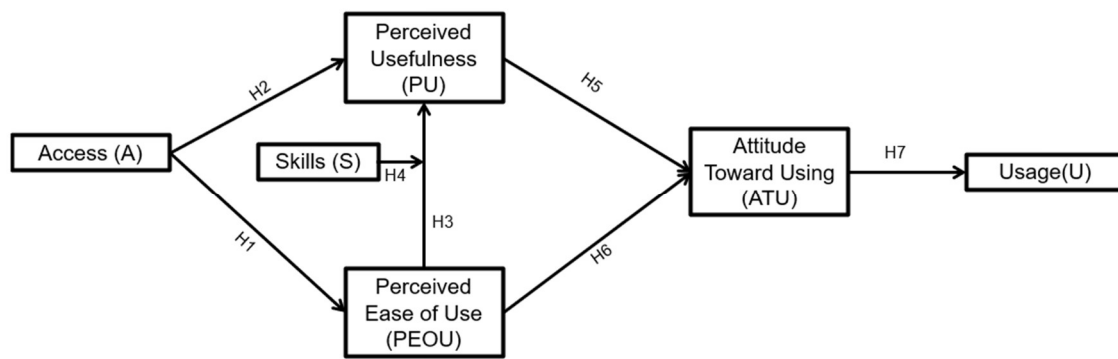 Perceived
Usefulness
(PU)
H2
H5
Access (A)
Skills (S)
H4
Attitude
Toward Using
(ATU)
H7
Usage(U)
H3
H1
H6
Perceived
Ease of Use
(PEOU)